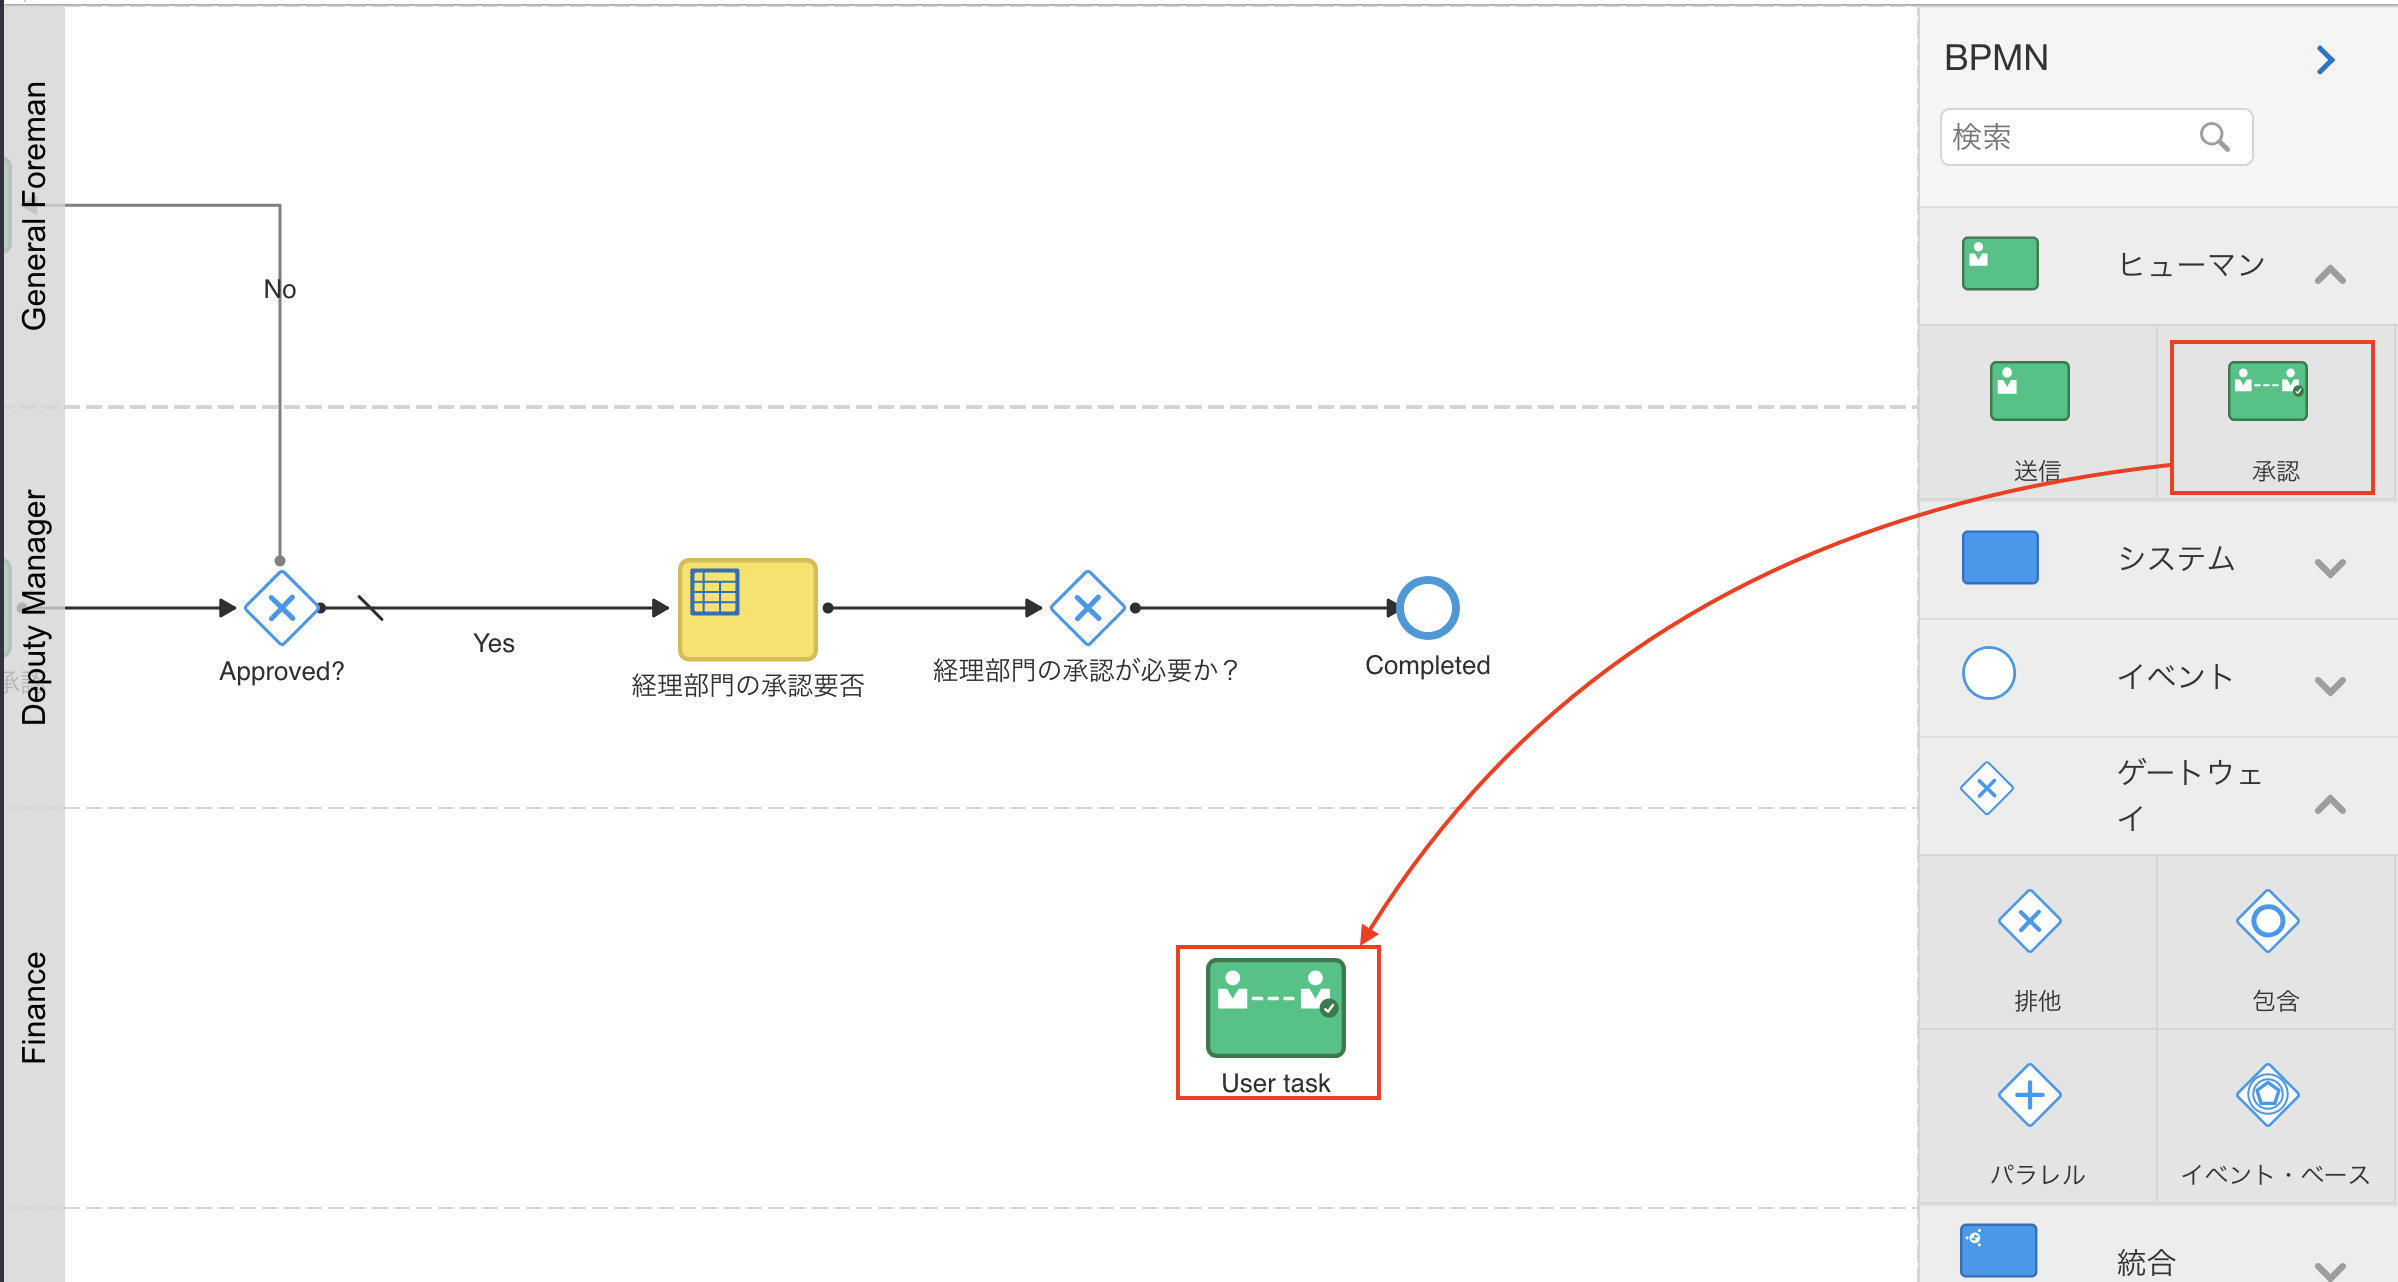 General Foreman
No
Deputy Manager
Approved?
Yes
経理部門の承認要否
経理部門の承認が必要か？
Completed
Finance
User task
BPMN
検索
ヒューマン
送信
承認
システム
イベント
ゲートウェ
イ
排他
包含
パラレル
イベント・ベース
統合